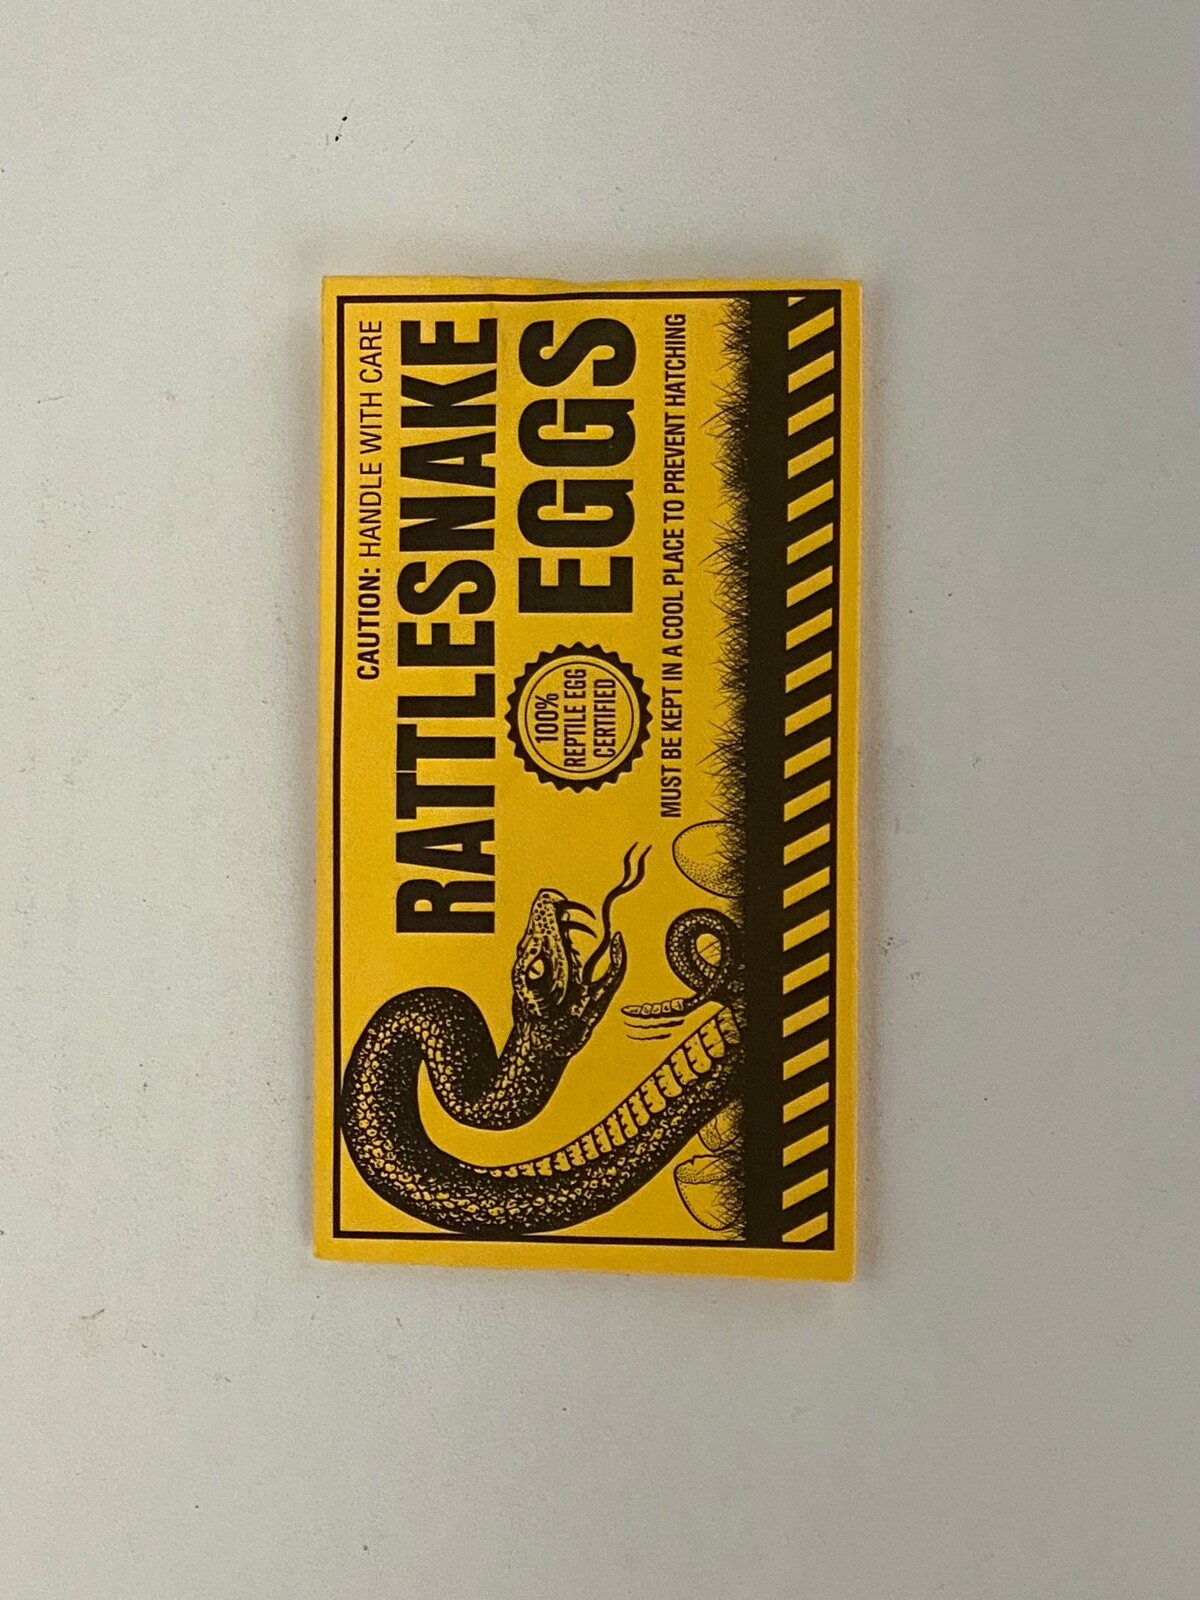 CAUTION: HANDLE WITH CARE
RATTLESNAKE
EGGS
100%
REPTILE EGG
CERTIFIED
MUST BE KEPT IN A COOL PLACE TO PREVENT HATCHING